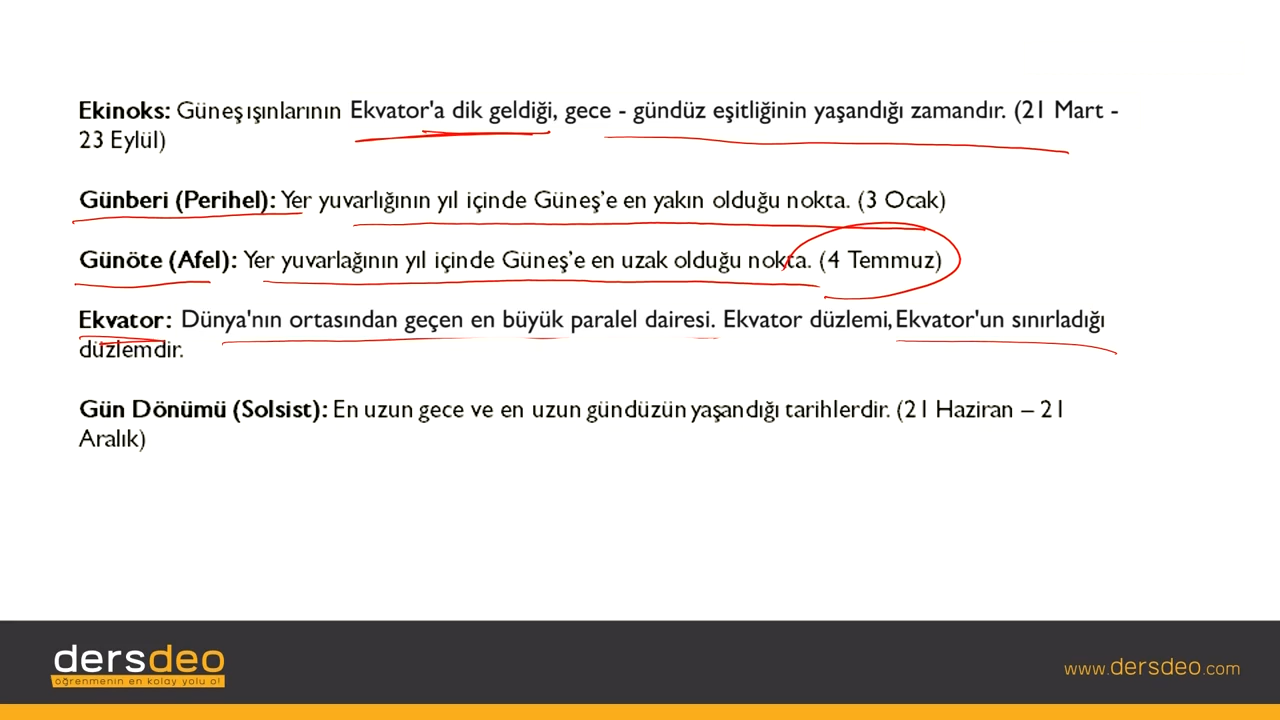 Ekinoks: Güneş ışınlarının Ekvator'a dik geldiği, gece - gündüz eşitliğinin yaşandığı zamandır. (21 Mart -
23 Eylül)
Günberi (Perihel): Yer yuvarlığının yıl içinde Güneş’e en yakın olduğu nokta. (3 Ocak)
Günöte (Afel): Yer yuvarlağının yıl içinde Güneş’e en uzak olduğu nokta. (4 Temmuz)
Ekvator: Dünya'nın ortasından geçen en büyük paralel dairesi. Ekvator düzlemi, Ekvator'un sınırladığı
düzlemdir.
Gün Dönümü (Solsist): En uzun gece ve en uzun gündüzün yaşandığı tarihlerdir. (21 Haziran – 21
Aralık)
dersdeo
öğrenmenin en kolay yolu o!
www.dersdeo.com